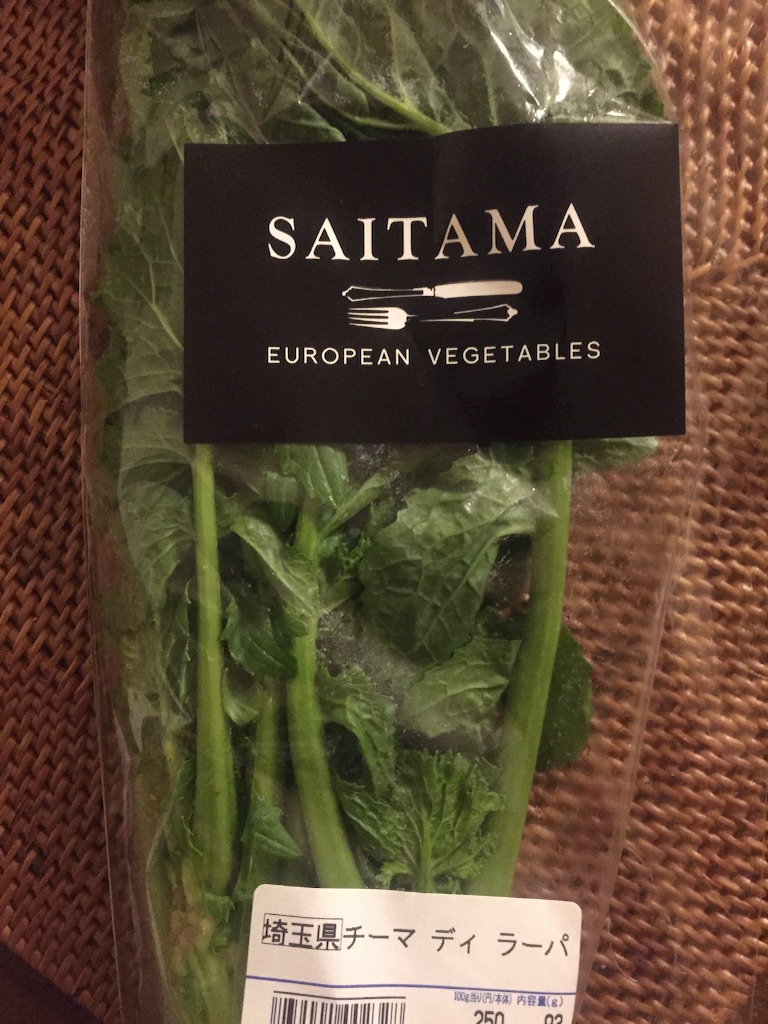 SAITAMA
EUROPEAN VEGETABLES
埼玉県チーマ ディ ラーパ
100g当り(円/本体) 内容量(g)
250